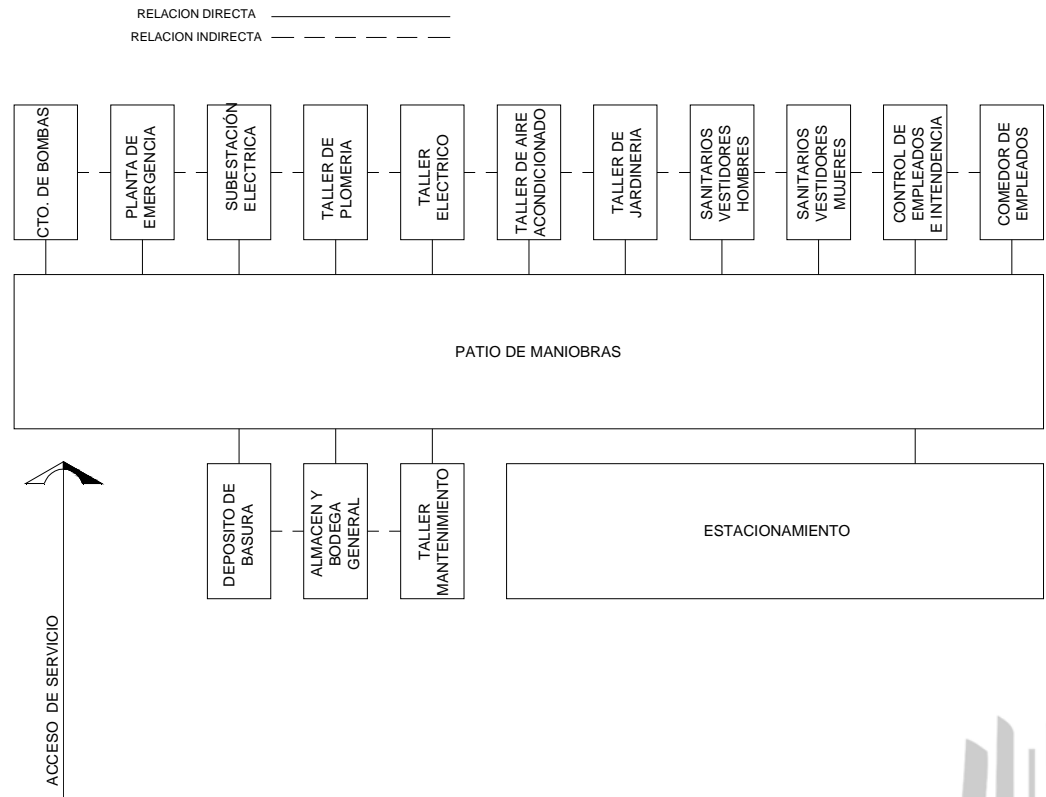 RELACION DIRECTA
RELACION INDIRECTA
CTO. DE BOMBAS
PLANTA DE
EMERGENCIA
SUBESTACIÓN
ELECTRICA
TALLER DE
PLOMERIA
TALLER
ELECTRICO
TALLER DE AIRE
ACONDICIONADO
TALLER DE
JARDINERIA
SANITARIOS
VESTIDORES
HOMBRES
SANITARIOS
VESTIDORES
MUJERES
CONTROL DE
EMPLEADOS
E INTENDENCIA
COMEDOR DE
EMPLEADOS
PATIO DE MANIOBRAS
DEPOSITO DE
BASURA
ALMACEN Y
BODEGA
GENERAL
TALLER
MANTENIMIENTO
ESTACIONAMIENTO
ACCESO DE SERVICIO